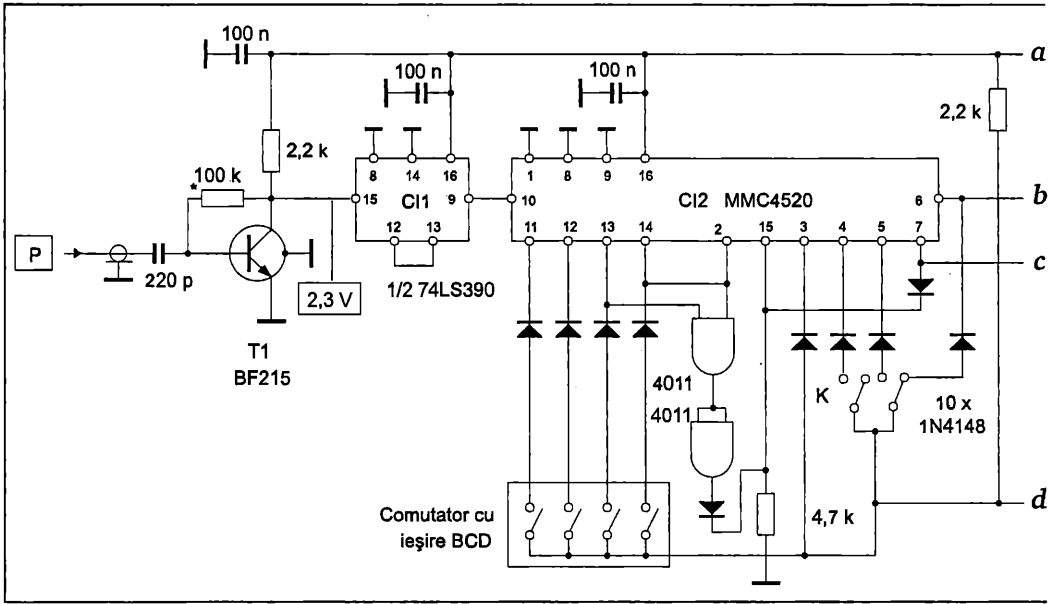 100 n
a
100 n
100 n
2,2 k
2,2 k
* 100 k
8
14
16
1
8
9
16
15
CI1
9
10
CI2 MMC4520
6
b
12
13
11
12
13
14
2
15
3
4
5
7
c
P
220 p
1/2 74LS390
2,3 V
T1
BF215
4011
4011
K
10 x
1N4148
Comutator cu
ieșire BCD
4,7 k
d